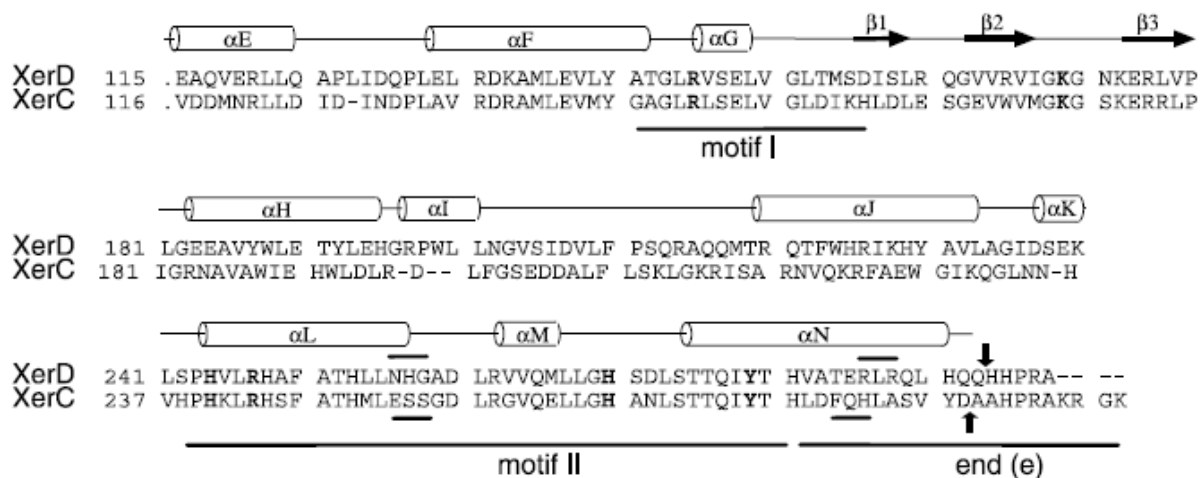 αE αF αG β1 β2 β3
XerD 115 .EAQVERLLQ APLIDQPLEL RDKAMLEVLY ATGLRVSELV GLTMSDISLR QGVVRVIGKG NKERLVP
XerC 116 .VDDMNRLLD ID-INDPLAV RDRAMLEVMY GAGLRLSELV GLDIKHLDLE SGEVWVMGKG SKERRLP
motif I
αH αI αJ αK
XerD 181 LGEEAVYWLE TYLEHGRPWL LNGVSIDVLF PSQRAQQMTR QTFWHRIKHY AVLAGIDSEK
XerC 181 IGRNAVAWIE HWLDLR-D-- LFGSEDDALF LSKLGKRISA RNVQKRFAEW GIKQGLNN-H
αL αM αN
XerD 241 LSPHVLRHAF ATHLLNHGAD LRVVQMLLGH SDLSTTQIYT HVATERLRQL HQQHHPRA-- --
XerC 237 VHPHKLRHSF ATHMLESSGD LRGVQELLGH ANLSTTQIYT HLDFQHLASV YDAAHPRAKR GK
motif II end (e)